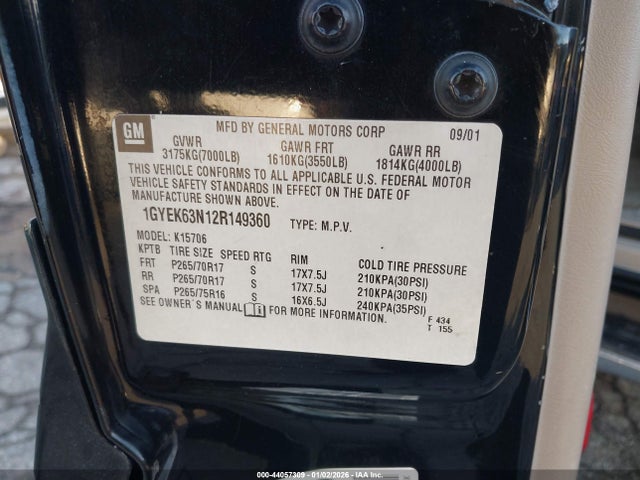 GM
MFD BY GENERAL MOTORS CORP 09/01
GVWR GAWR FRT GAWR RR
3175KG(7000LB) 1610KG(3550LB) 1814KG(4000LB)
THIS VEHICLE CONFORMS TO ALL APPLICABLE U.S. FEDERAL MOTOR
VEHICLE SAFETY STANDARDS IN EFFECT ON THE DATE OF
MANUFACTURE SHOWN ABOVE.
1GYEK63N12R149360 TYPE: M.P.V.
MODEL: K15706
KPTB TIRE SIZE SPEED RTG RIM COLD TIRE PRESSURE
FRT P265/70R17 S 17X7.5J 210KPA(30PSI)
RR P265/70R17 S 17X7.5J 210KPA(30PSI)
SPA P265/75R16 S 16X6.5J 240KPA(35PSI)
SEE OWNER'S MANUAL FOR MORE INFORMATION.
F 434
T 155
000-44057309 - 01/02/2026 - IAA Inc.